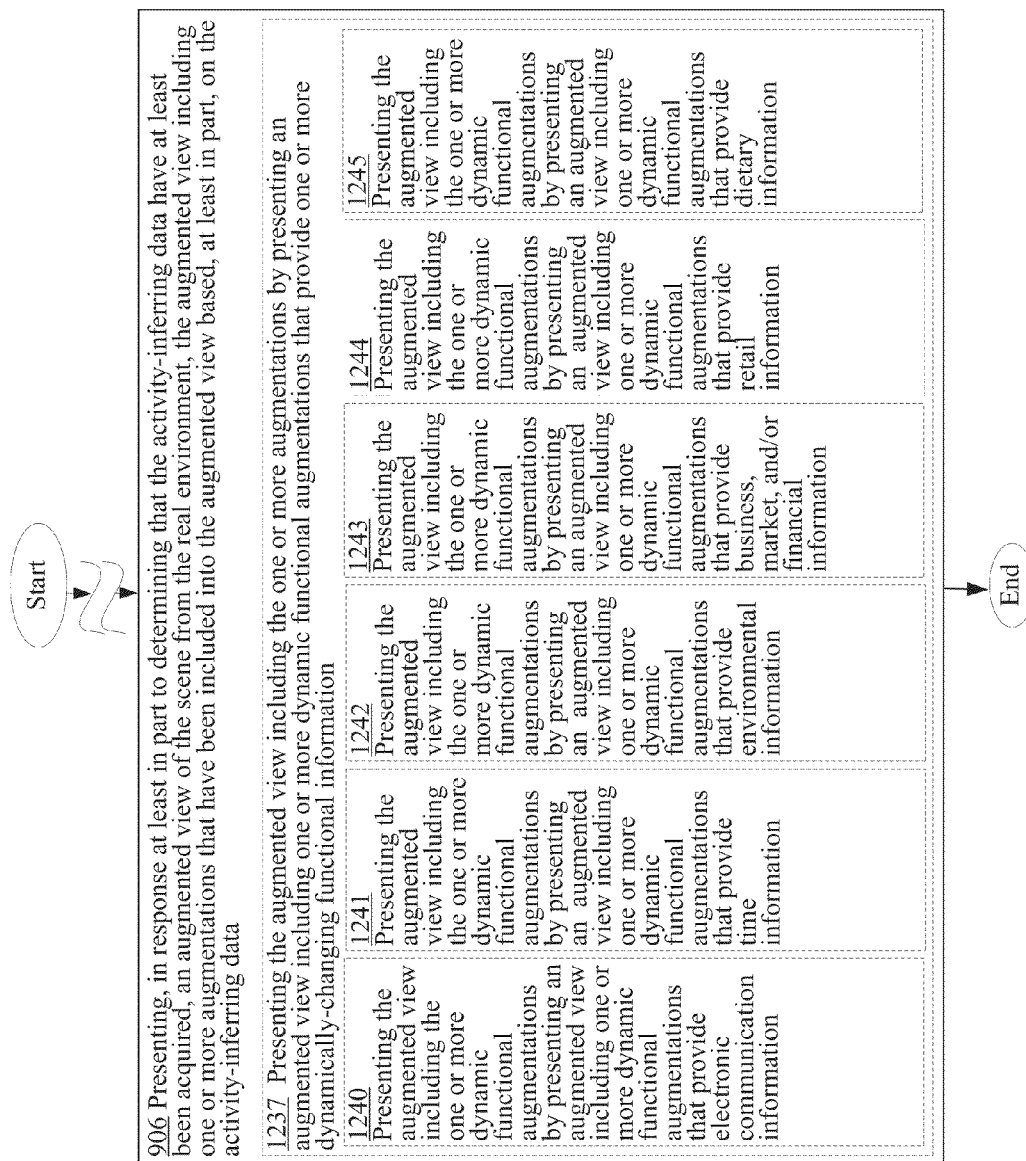 Start
906 Presenting, in response at least in part to determining that the activity-inferring data have at least
been acquired, an augmented view of the scene from the real environment, the augmented view including
one or more augmentations that have been included into the augmented view based, at least in part, on the
activity-inferring data
1237 Presenting the augmented view including the one or more augmentations by presenting an
augmented view including one or more dynamic functional augmentations that provide one or more
dynamically-changing functional information
1240
Presenting the
augmented view
including the
one or more
dynamic
functional
augmentations
by presenting an
augmented view
including one or
more dynamic
functional
augmentations
that provide
electronic
communication
information
1241
Presenting the
augmented
view including
the one or more
dynamic
functional
augmentations
by presenting
an augmented
view including
one or more
dynamic
functional
augmentations
that provide
time
information
1242
Presenting the
augmented
view including
the one or
more dynamic
functional
augmentations
by presenting
an augmented
view including
one or more
dynamic
functional
augmentations
that provide
environmental
information
1243
Presenting the
augmented
view including
the one or
more dynamic
functional
augmentations
by presenting
an augmented
view including
one or more
dynamic
functional
augmentations
that provide
business,
market, and/or
financial
information
1244
Presenting the
augmented
view including
the one or
more dynamic
functional
augmentations
by presenting
an augmented
view including
one or more
dynamic
functional
augmentations
that provide
retail
information
1245
Presenting the
augmented
view including
the one or more
dynamic
functional
augmentations
by presenting
an augmented
view including
one or more
dynamic
functional
augmentations
that provide
dietary
information
End